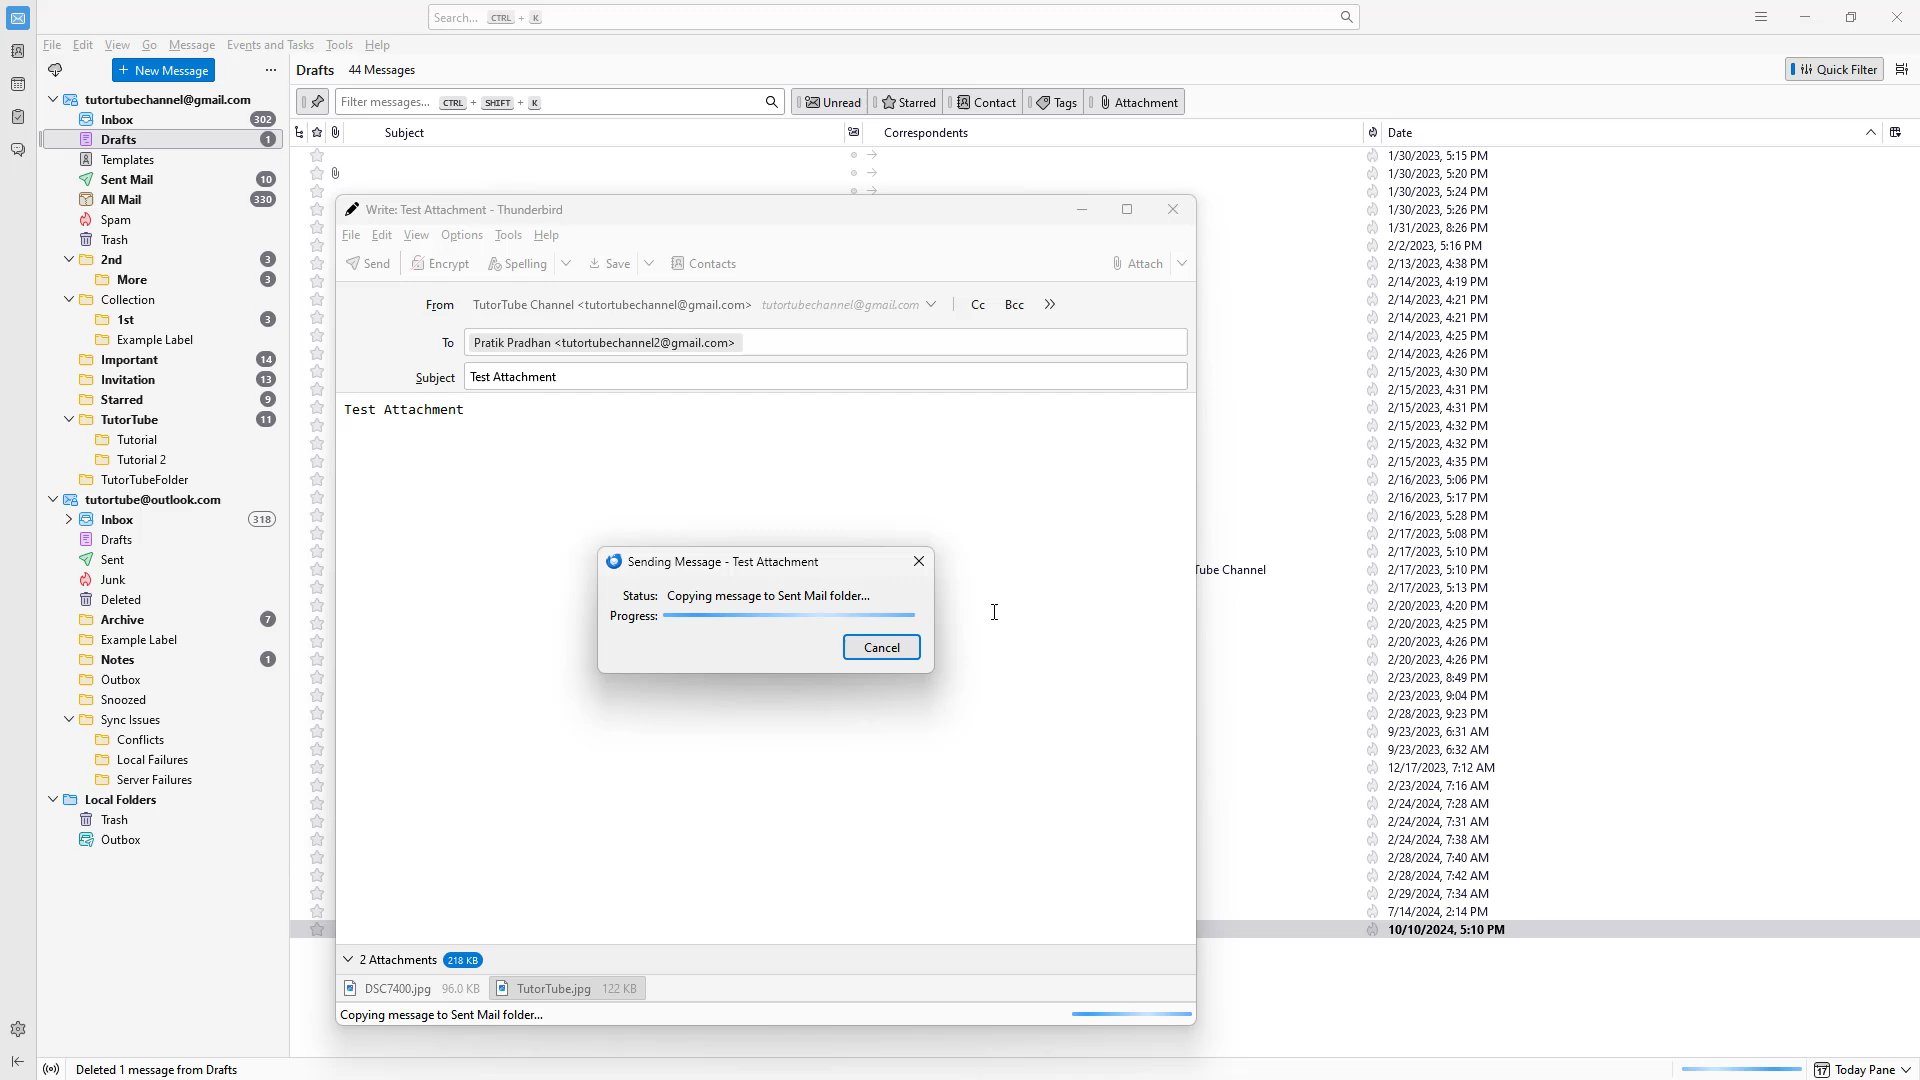 Search... CTRL + K
File Edit View Go Message Events and Tasks Tools Help
+ New Message ...
Drafts 44 Messages
Quick Filter
Filter messages... CTRL + SHIFT + K
Unread Starred Contact Tags Attachment
Subject Correspondents Date
tutortubechannel@gmail.com
Inbox 302
Drafts 1
Templates
Sent Mail 10
All Mail 330
Spam
Trash
2nd 3
More 3
Collection
1st 3
Example Label
Important 14
Invitation 13
Starred 9
TutorTube 11
Tutorial
Tutorial 2
TutorTubeFolder
tutortube@outlook.com
Inbox 318
Drafts
Sent
Junk
Deleted
Archive 7
Example Label
Notes 1
Outbox
Snoozed
Sync Issues
Conflicts
Local Failures
Server Failures
Local Folders
Trash
Outbox
Write: Test Attachment - Thunderbird
File Edit View Options Tools Help
Send Encrypt Spelling Save Contacts Attach
From TutorTube Channel <tutortubechannel@gmail.com> tutortubechannel@gmail.com Cc Bcc
To Pratik Pradhan <tutortubechannel2@gmail.com>
Subject Test Attachment
Test Attachment
Sending Message - Test Attachment
Status: Copying message to Sent Mail folder...
Progress:
Cancel
2 Attachments 218 KB
DSC7400.jpg 96.0 KB TutorTube.jpg 122 KB
Copying message to Sent Mail folder...
Tube Channel
1/30/2023, 5:15 PM
1/30/2023, 5:20 PM
1/30/2023, 5:24 PM
1/30/2023, 5:26 PM
1/31/2023, 8:26 PM
2/2/2023, 5:16 PM
2/13/2023, 4:38 PM
2/14/2023, 4:19 PM
2/14/2023, 4:21 PM
2/14/2023, 4:21 PM
2/14/2023, 4:25 PM
2/14/2023, 4:26 PM
2/15/2023, 4:30 PM
2/15/2023, 4:31 PM
2/15/2023, 4:31 PM
2/15/2023, 4:32 PM
2/15/2023, 4:32 PM
2/15/2023, 4:35 PM
2/16/2023, 5:06 PM
2/16/2023, 5:17 PM
2/16/2023, 5:28 PM
2/17/2023, 5:08 PM
2/17/2023, 5:10 PM
2/17/2023, 5:10 PM
2/17/2023, 5:13 PM
2/20/2023, 4:20 PM
2/20/2023, 4:25 PM
2/20/2023, 4:26 PM
2/20/2023, 4:26 PM
2/23/2023, 8:49 PM
2/23/2023, 9:04 PM
2/28/2023, 9:23 PM
9/23/2023, 6:31 AM
9/23/2023, 6:32 AM
12/17/2023, 7:12 AM
2/23/2024, 7:16 AM
2/24/2024, 7:28 AM
2/24/2024, 7:31 AM
2/24/2024, 7:38 AM
2/28/2024, 7:40 AM
2/28/2024, 7:42 AM
2/29/2024, 7:34 AM
7/14/2024, 2:14 PM
10/10/2024, 5:10 PM
Deleted 1 message from Drafts
17 Today Pane